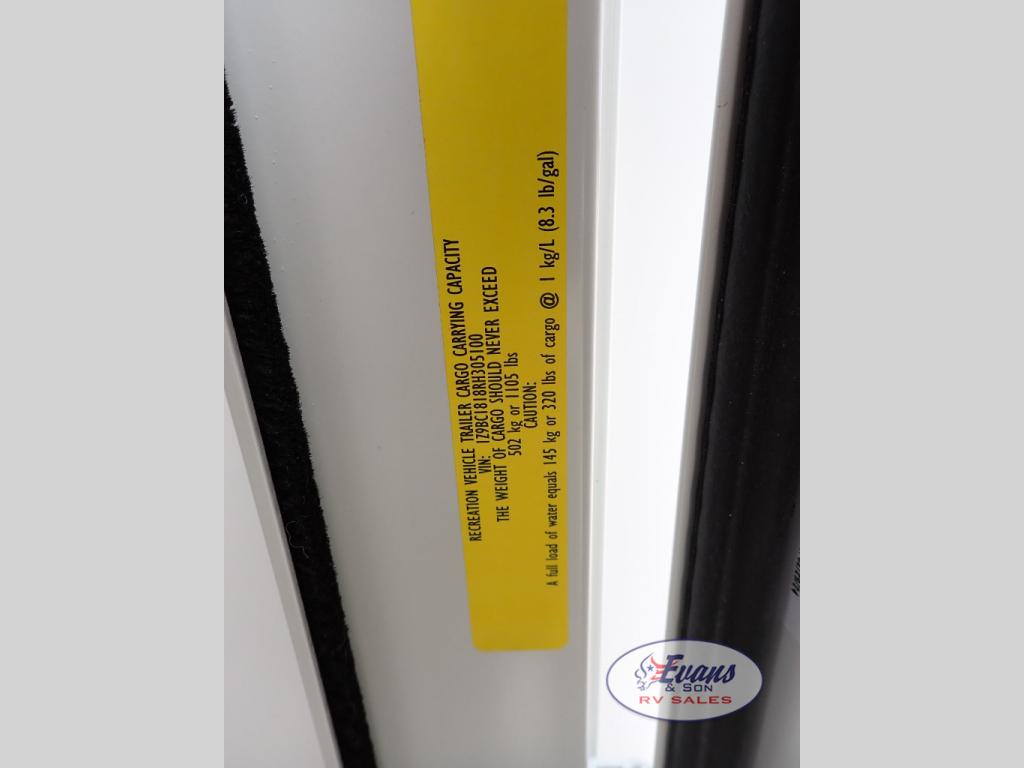 RECREATION VEHICLE TRAILER CARGO CARRYING CAPACITY
VIN: 1Z9BC1818RH305100
THE WEIGHT OF CARGO SHOULD NEVER EXCEED
502 kg or 1105 lbs
CAUTION:
A full load of water equals 145 kg or 320 lbs of cargo @ 1 kg/L (8.3 lb/gal)
Evans
& SON
RV SALES